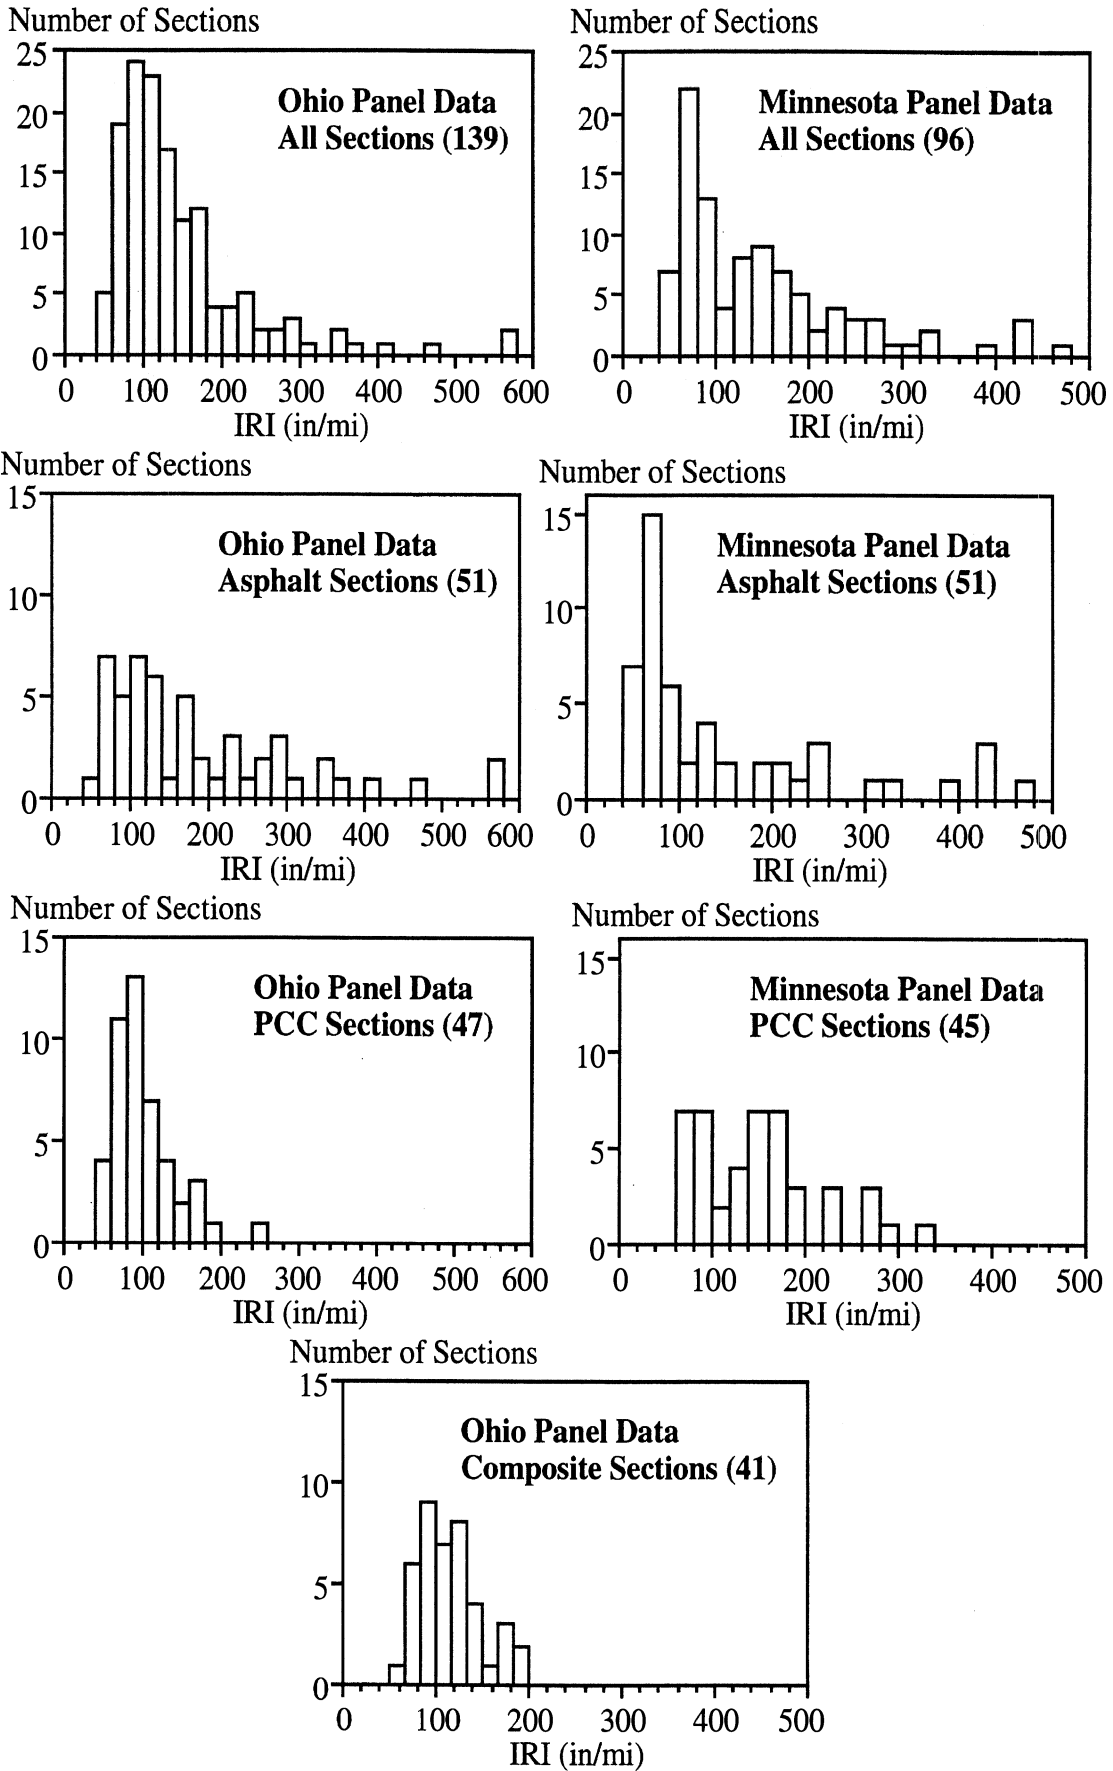 Number of Sections
25
20
15
10
5
0
Ohio Panel Data
All Sections (139)
0 100 200 300 400 500 600
IRI (in/mi)
Number of Sections
25
20
15
10
5
0
Minnesota Panel Data
All Sections (96)
0 100 200 300 400 500
IRI (in/mi)
Number of Sections
15
10
5
0
Ohio Panel Data
Asphalt Sections (51)
0 100 200 300 400 500 600
IRI (in/mi)
Number of Sections
15
10
5
0
Minnesota Panel Data
Asphalt Sections (51)
0 100 200 300 400 500
IRI (in/mi)
Number of Sections
15
10
5
0
Ohio Panel Data
PCC Sections (47)
0 100 200 300 400 500 600
IRI (in/mi)
Number of Sections
15
10
5
0
Minnesota Panel Data
PCC Sections (45)
0 100 200 300 400 500
IRI (in/mi)
Number of Sections
15
10
5
0
Ohio Panel Data
Composite Sections (41)
0 100 200 300 400 500
IRI (in/mi)